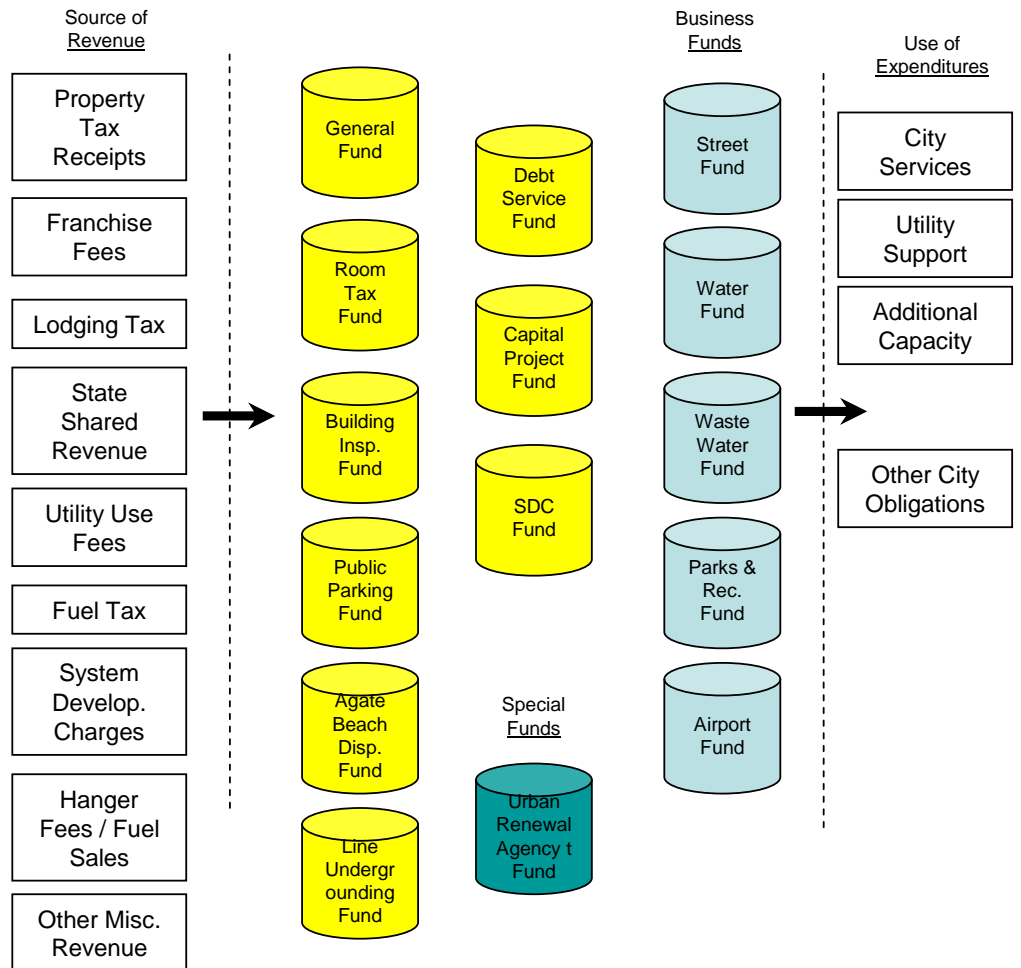 Source of
Revenue
Property
Tax
Receipts
Franchise
Fees
Lodging Tax
State
Shared
Revenue
Utility Use
Fees
Fuel Tax
System
Develop.
Charges
Hanger
Fees / Fuel
Sales
Other Misc.
Revenue
General
Fund
Room
Tax
Fund
Building
Insp.
Fund
Public
Parking
Fund
Agate
Beach
Disp.
Fund
Line
Undergr
ounding
Fund
Debt
Service
Fund
Capital
Project
Fund
SDC
Fund
Special
Funds
Urban
Renewal
Agency t
Fund
Business
Funds
Street
Fund
Water
Fund
Waste
Water
Fund
Parks &
Rec.
Fund
Airport
Fund
Use of
Expenditures
City
Services
Utility
Support
Additional
Capacity
Other City
Obligations